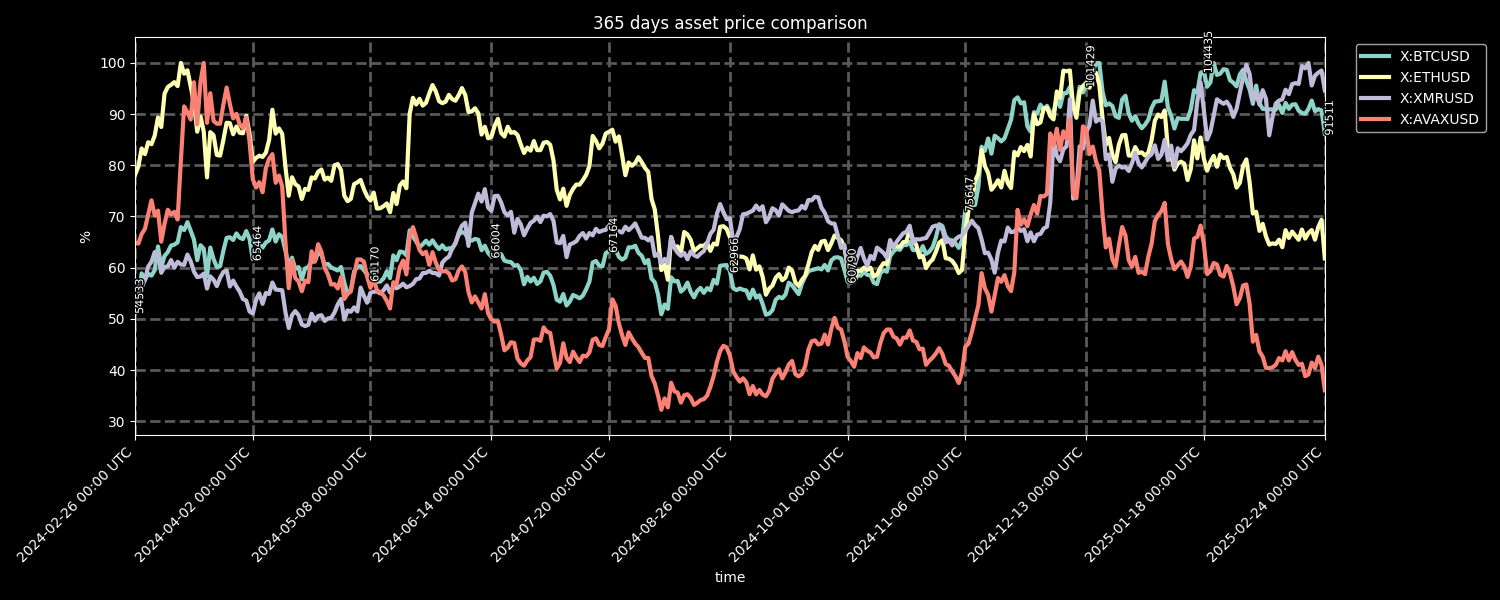 365 days asset price comparison
X:BTCUSD
X:ETHUSD
X:XMRUSD
X:AVAXUSD
%
100
90
80
70
60
50
40
30
54533
65464
61170
66004
67164
62966
60790
75647
101429
104435
91511
2024-02-26 00:00 UTC
2024-04-02 00:00 UTC
2024-05-08 00:00 UTC
2024-06-14 00:00 UTC
2024-07-20 00:00 UTC
2024-08-26 00:00 UTC
2024-10-01 00:00 UTC
2024-11-06 00:00 UTC
2024-12-13 00:00 UTC
2025-01-18 00:00 UTC
2025-02-24 00:00 UTC
time